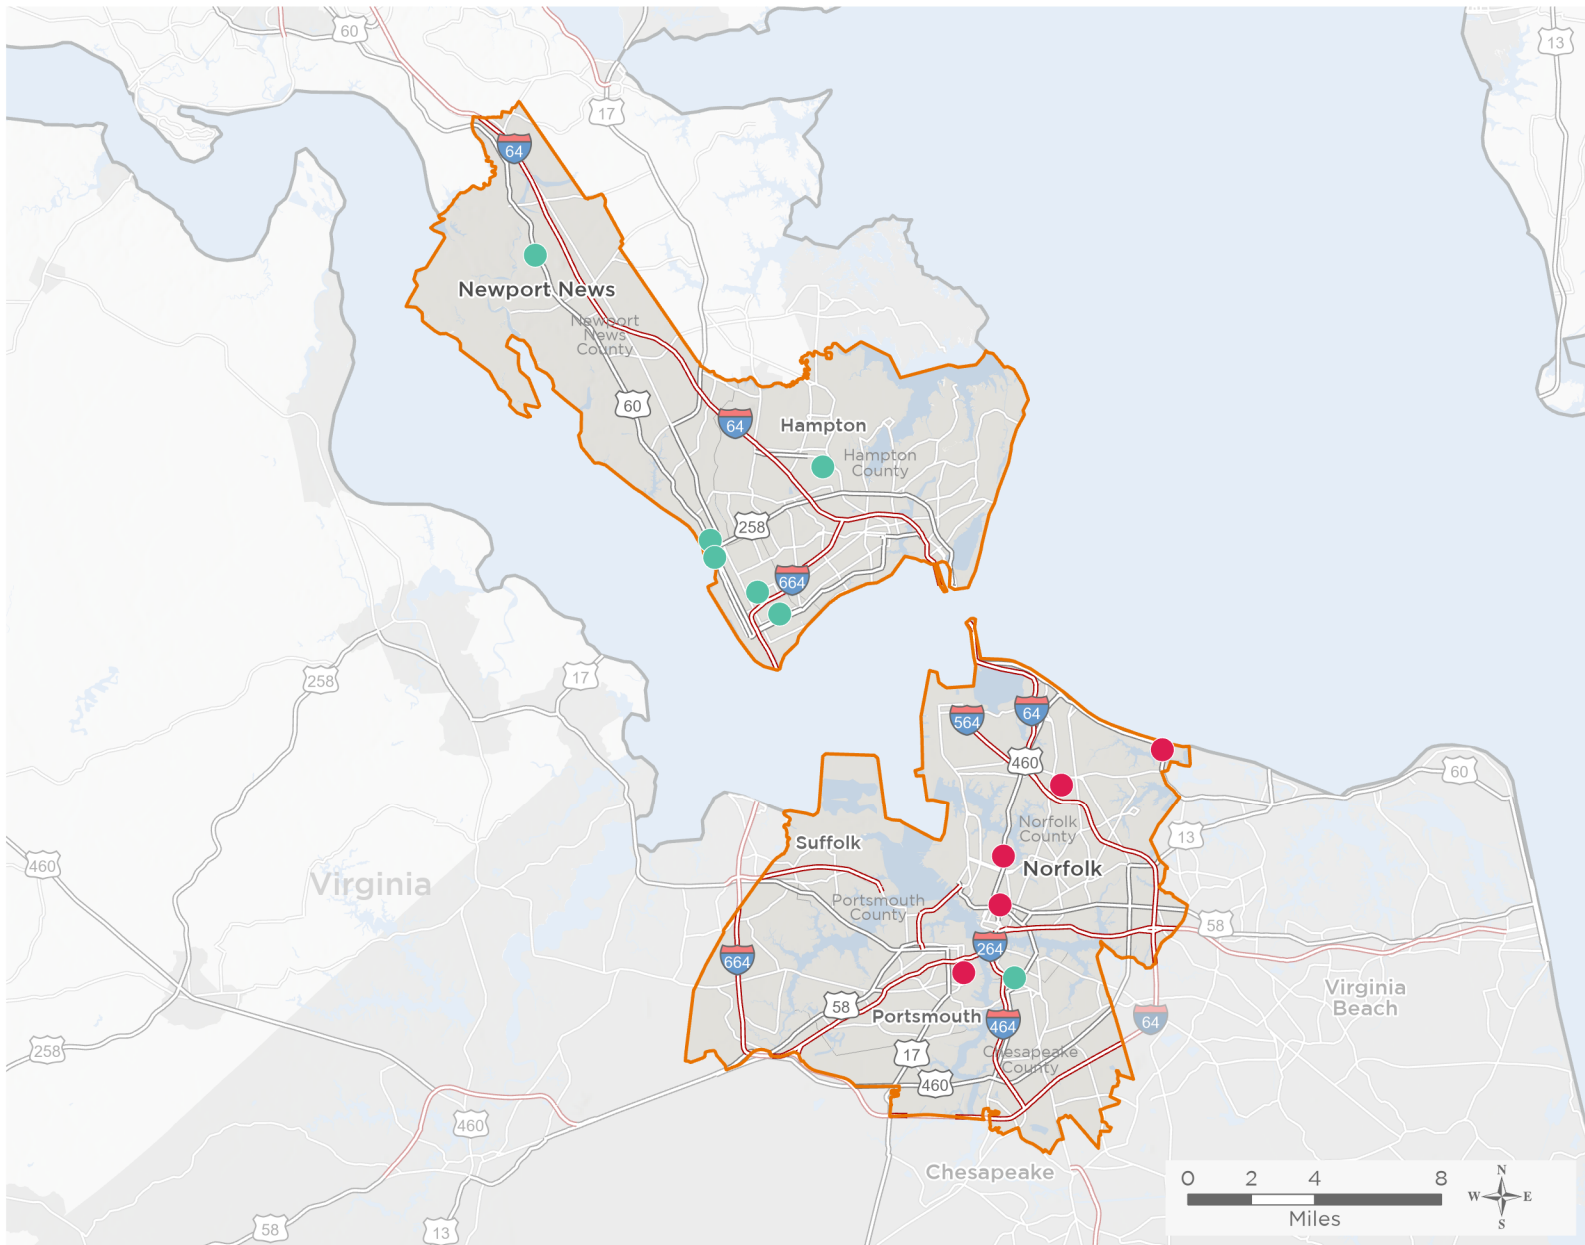 60
13
17
64
Newport News
Newport
News
County
60
64
Hampton
Hampton
County
258
664
258
17
564
64
460
60
Norfolk
County
13
Suffolk
460
Norfolk
Virginia
Portsmouth
County
58
264
664
Virginia
Beach
58
Portsmouth
464
64
258
17
Chesapeake
County
460
460
Chesapeake
58
13
0 2 4 8
Miles
N
W E
S